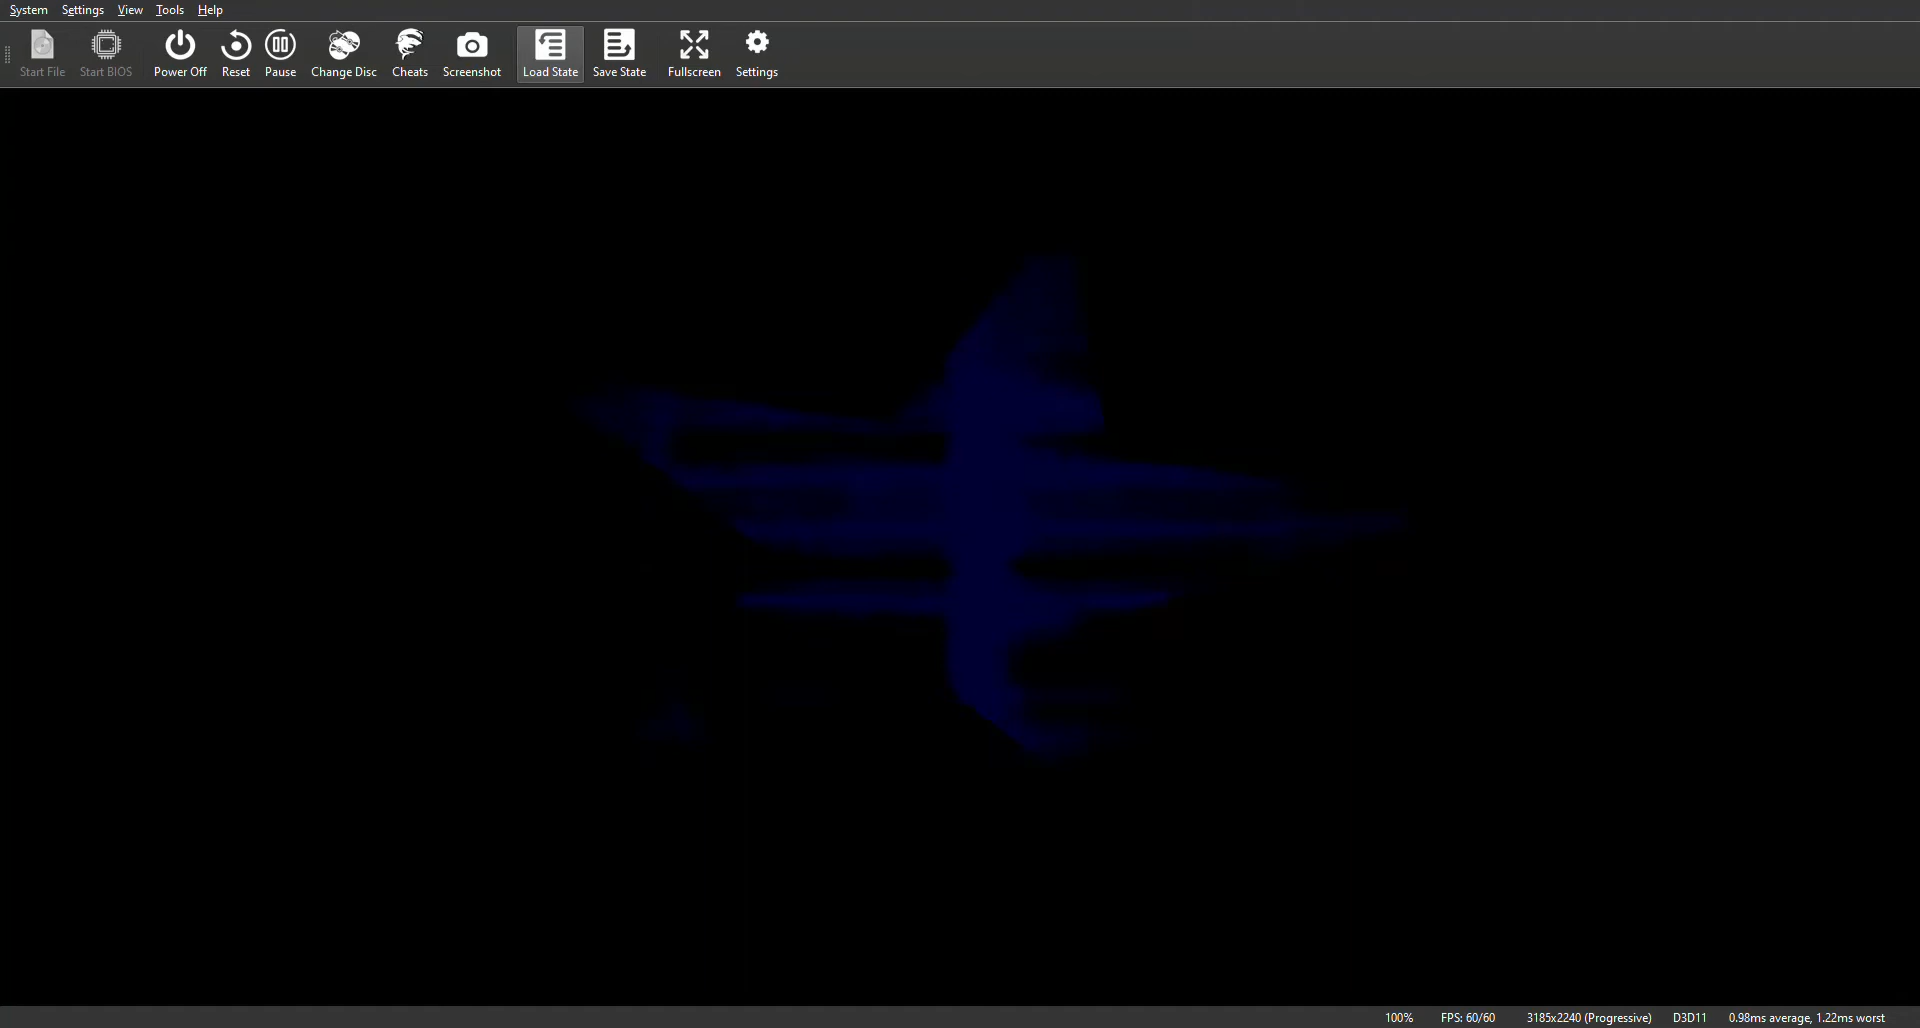 System Settings View Tools Help
Start File Start BIOS Power Off Reset Pause Change Disc Cheats Screenshot Load State Save State Fullscreen Settings
100% FPS: 60/60 3185x2240 (Progressive) D3D11 0.98ms average, 1.22ms worst